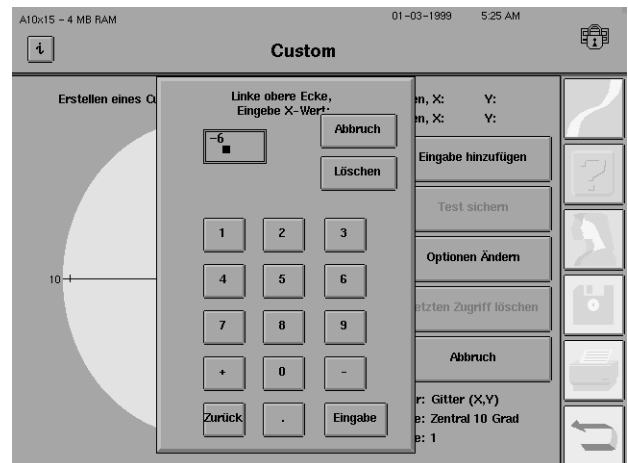 A10x15 - 4 MB RAM
01-03-1999 5:25 AM
i
Custom
Erstellen eines
en, X: Y:
en, X: Y:
Linke obere Ecke,
Eingebe X-Wert:
-6
Abbruch
Löschen
1 2 3
4 5 6
7 8 9
+ 0 -
Zurück . Eingabe
10
Eingabe hinzufügen
Test sichern
Optionen Ändern
etzten Zugriff löschen
Abbruch
r: Gitter (X,Y)
e: Zentral 10 Grad
e: 1
?